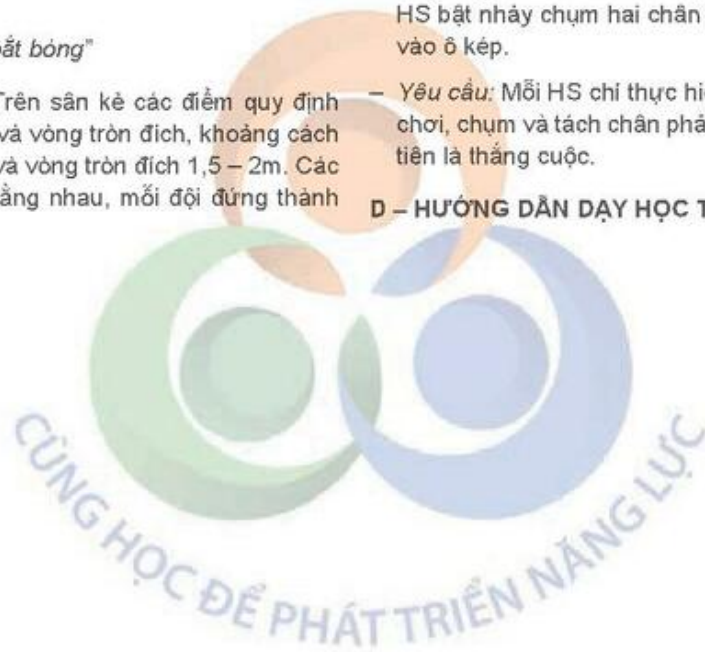 ắt bóng”
Trên sân kẻ các điểm quy định
và vòng tròn đích, khoảng cách
và vòng tròn đích 1,5 – 2m. Các
ằng nhau, mỗi đội đứng thành
HS bật nhảy chụm hai chân
vào ô kép.
– Yêu cầu: Mỗi HS chỉ thực hiệ
chơi, chụm và tách chân phả
tiên là thắng cuộc.
D – HƯỚNG DẪN DẠY HỌC T
CÙNG HỌC ĐỂ PHÁT TRIỂN NĂNG LỰC